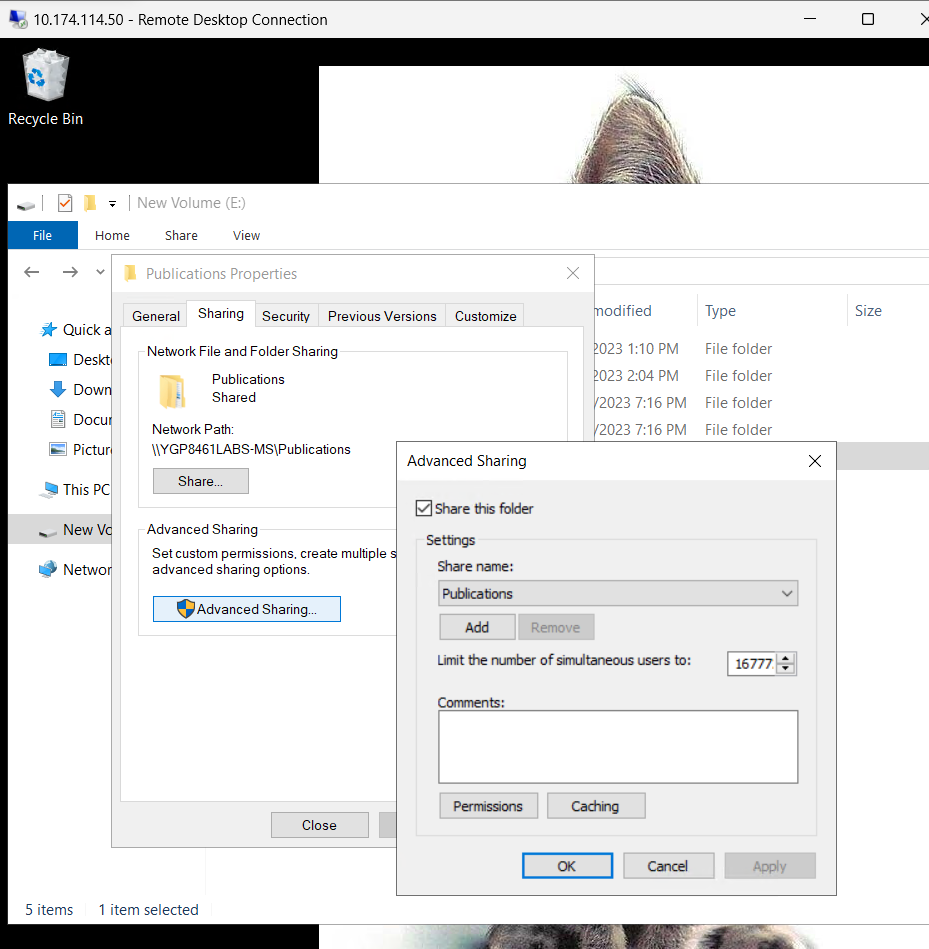 10.174.114.50 - Remote Desktop Connection
Recycle Bin
New Volume (E:)
File Home Share View
Publications Properties
General Sharing Security Previous Versions Customize
modified Type Size
Quick a
Deskt
Down
Docu
Pictur
This PC
New Vo
Networ
2023 1:10 PM File folder
2023 2:04 PM File folder
/2023 7:16 PM File folder
/2023 7:16 PM File folder
Network File and Folder Sharing
Publications
Shared
Network Path:
\\YGP8461LABS-MS\Publications
Share...
Advanced Sharing
Set custom permissions, create multiple s
advanced sharing options.
Advanced Sharing...
Close
Advanced Sharing
Share this folder
Settings
Share name:
Publications
Add Remove
Limit the number of simultaneous users to: 16777
Comments:
Permissions Caching
OK Cancel Apply
5 items 1 item selected